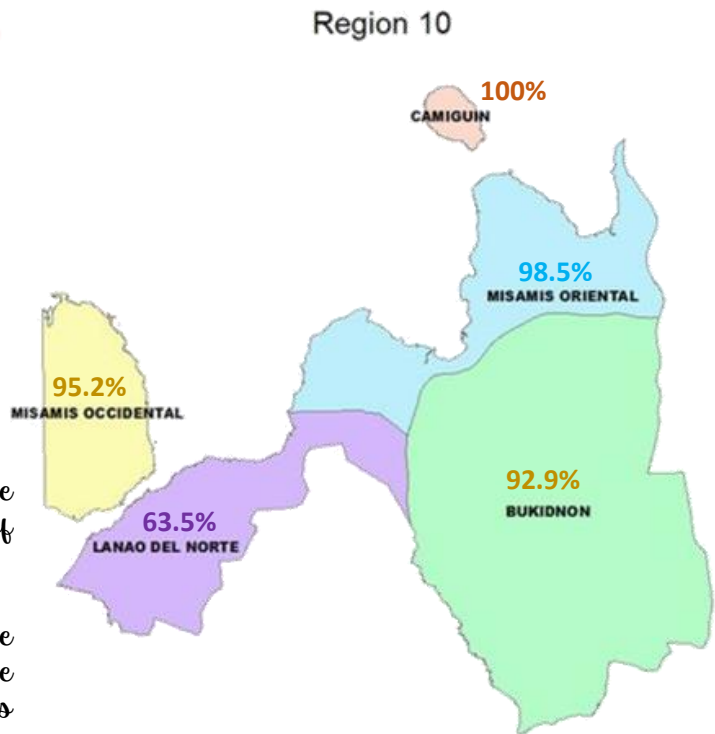 Region 10
100%
CAMIGUIN
98.5%
MISAMIS ORIENTAL
95.2%
MISAMIS OCCIDENTAL
92.9%
BUKIDNON
63.5%
LANAO DEL NORTE